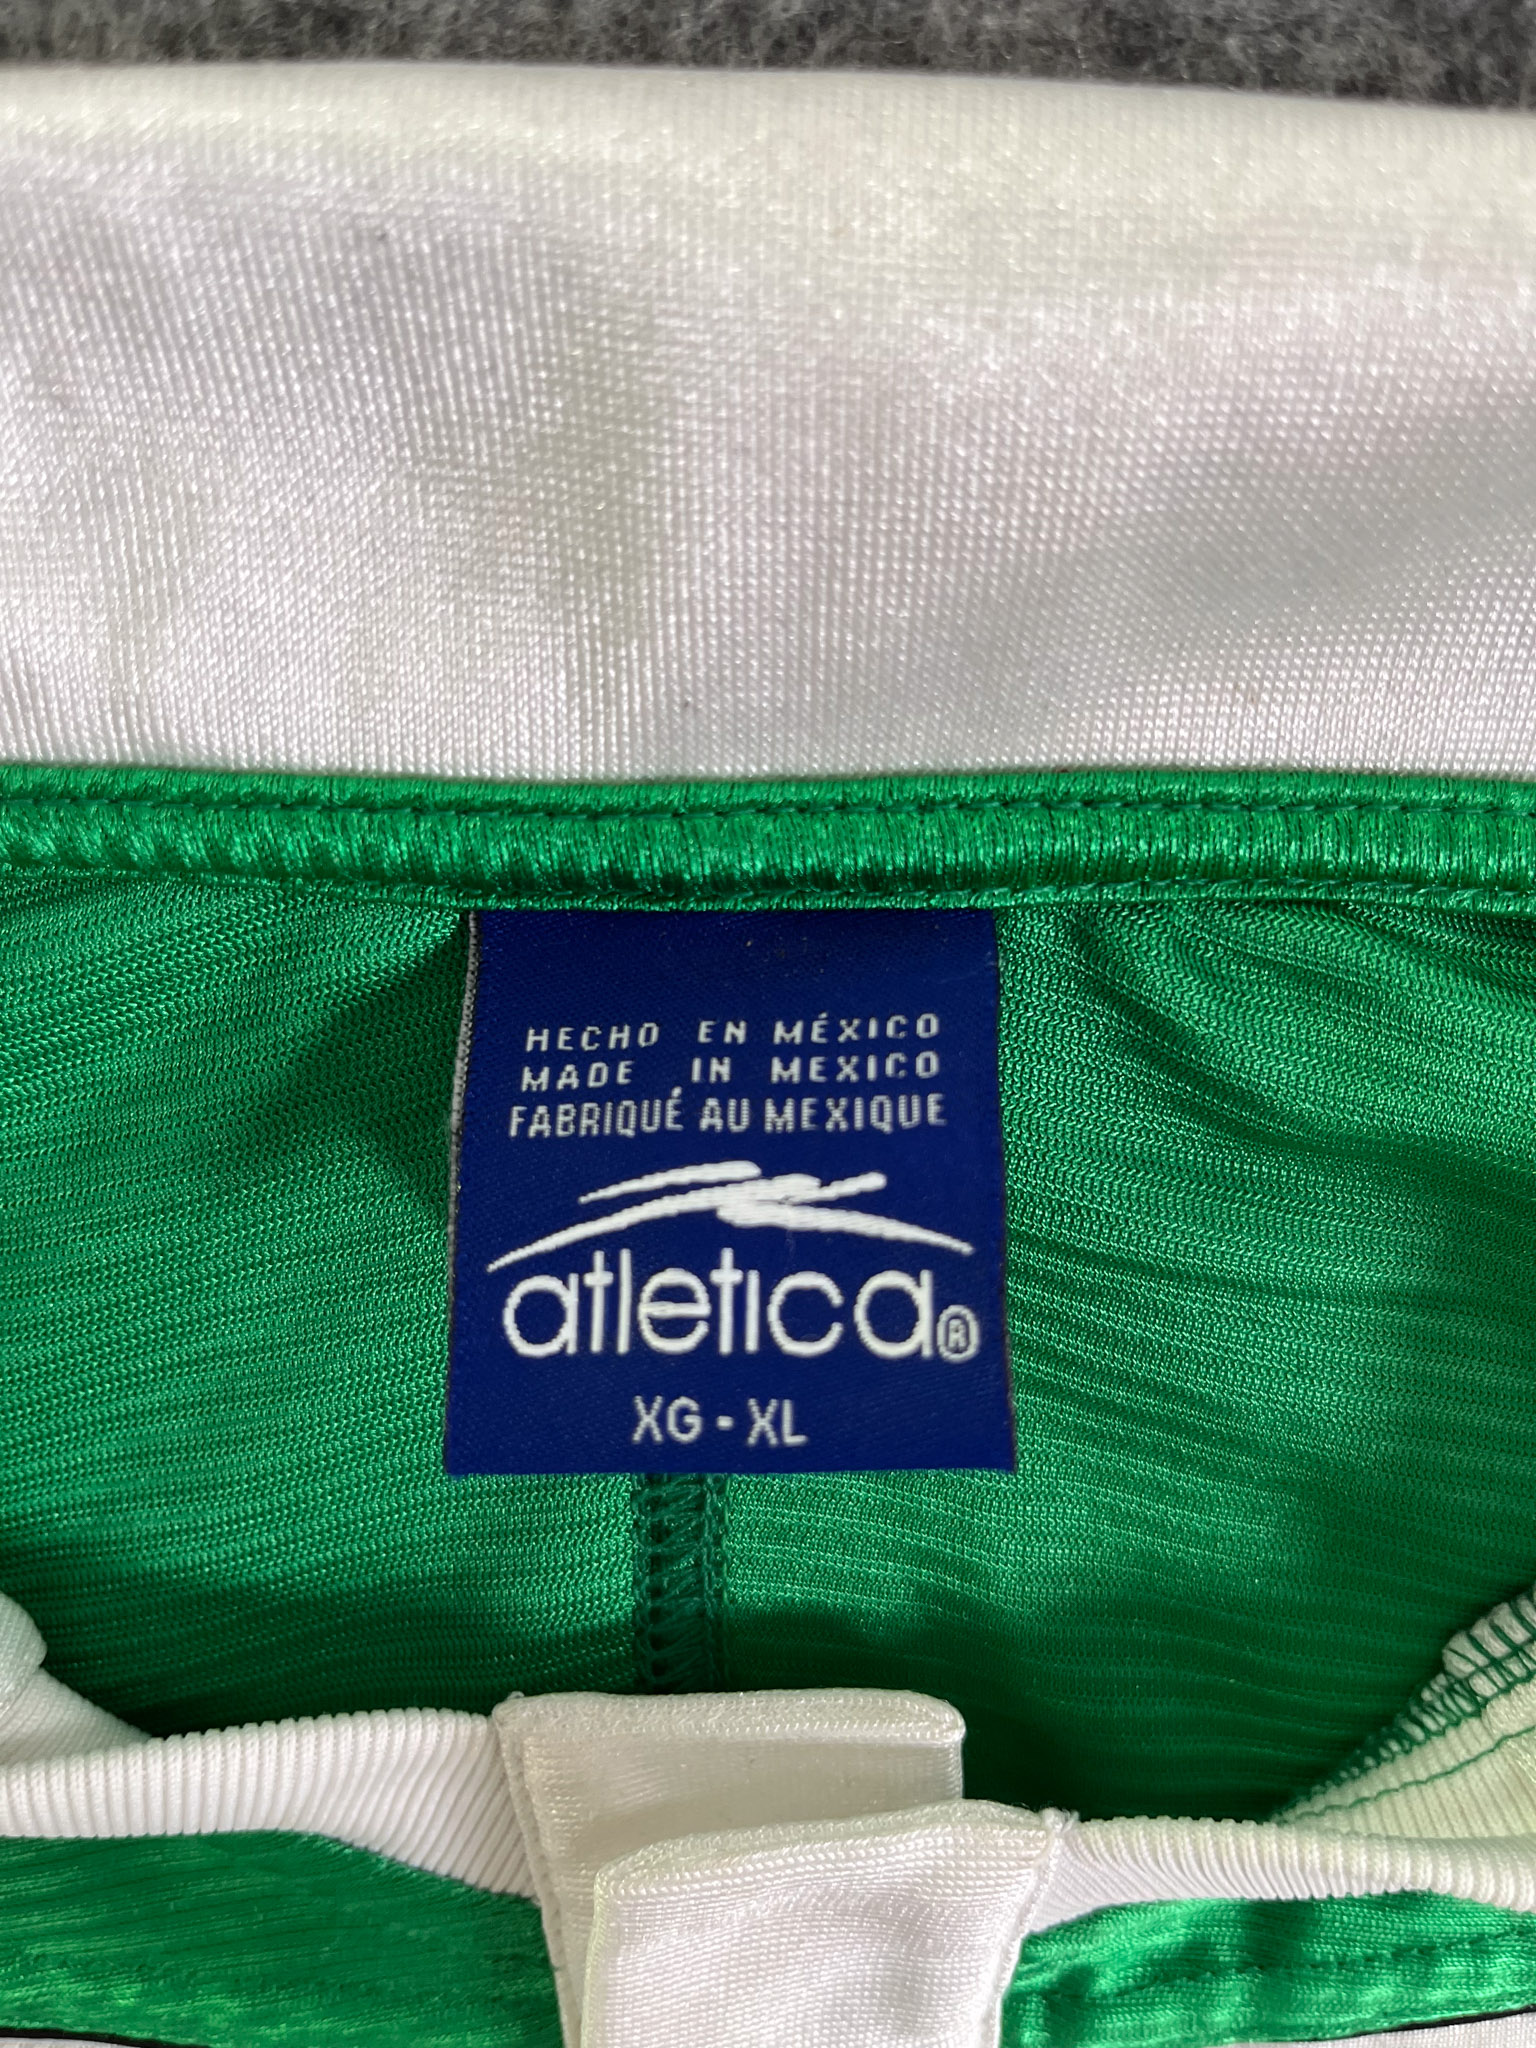 HECHO EN MÉXICO
MADE IN MEXICO
FABRIQUÉ AU MEXIQUE
atletica®
XG - XL